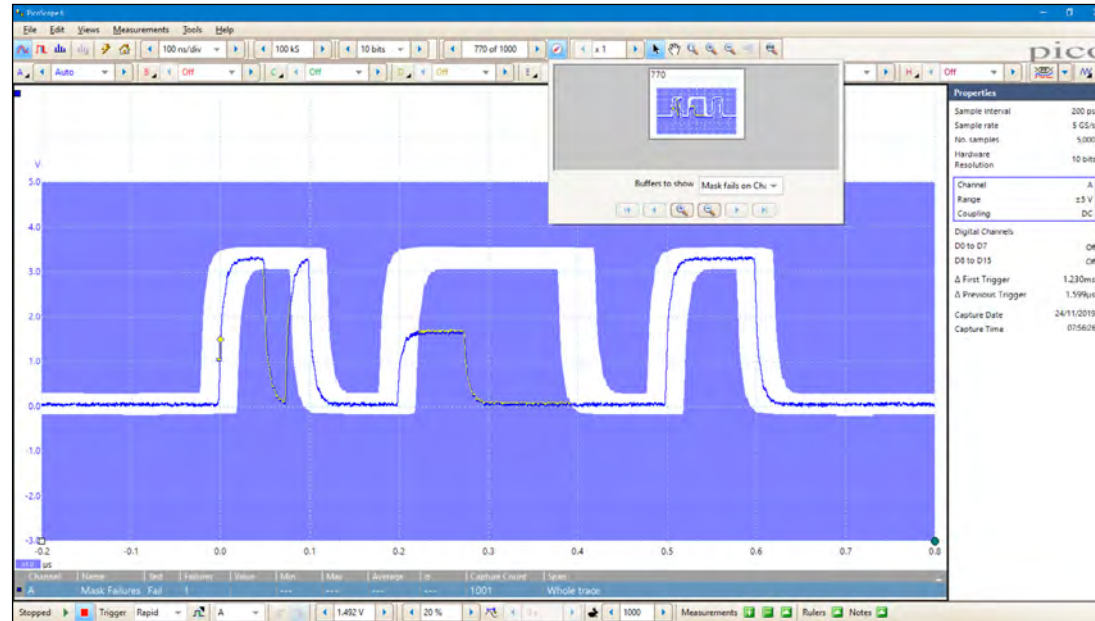 PicoScope 6
File Edit Views Measurements Tools Help
100 ns/div 100 kS 10 bits 770 of 1000 x 1
pico
A Auto B Off C Off D Off E Off H Off
770
Buffers to show Mask fails on Cha
Properties
Sample interval 200 ps
Sample rate 5 GS/s
No. samples 5,000
Hardware
Resolution 10 bits
Channel A
Range ±5 V
Coupling DC
Digital Channels
D0 to D7 Off
D8 to D15 Off
Δ First Trigger 1.230ms
Δ Previous Trigger 1.599µs
Capture Date 24/11/2019
Capture Time 07:56:26
V
5.0
4.0
3.0
2.0
1.0
0.0
-1.0
-2.0
-3.0
-0.2 -0.1 0.0 0.1 0.2 0.3 0.4 0.5 0.6 0.7 0.8
x1.0 µs
Channel Name Test Failures Value Min Max Average σ Capture Count Span
A Mask Failures Fail 1 --- --- --- --- 1001 Whole trace
Stopped Trigger Rapid A 1.492 V 20 % 0 s 1000 Measurements Rulers Notes